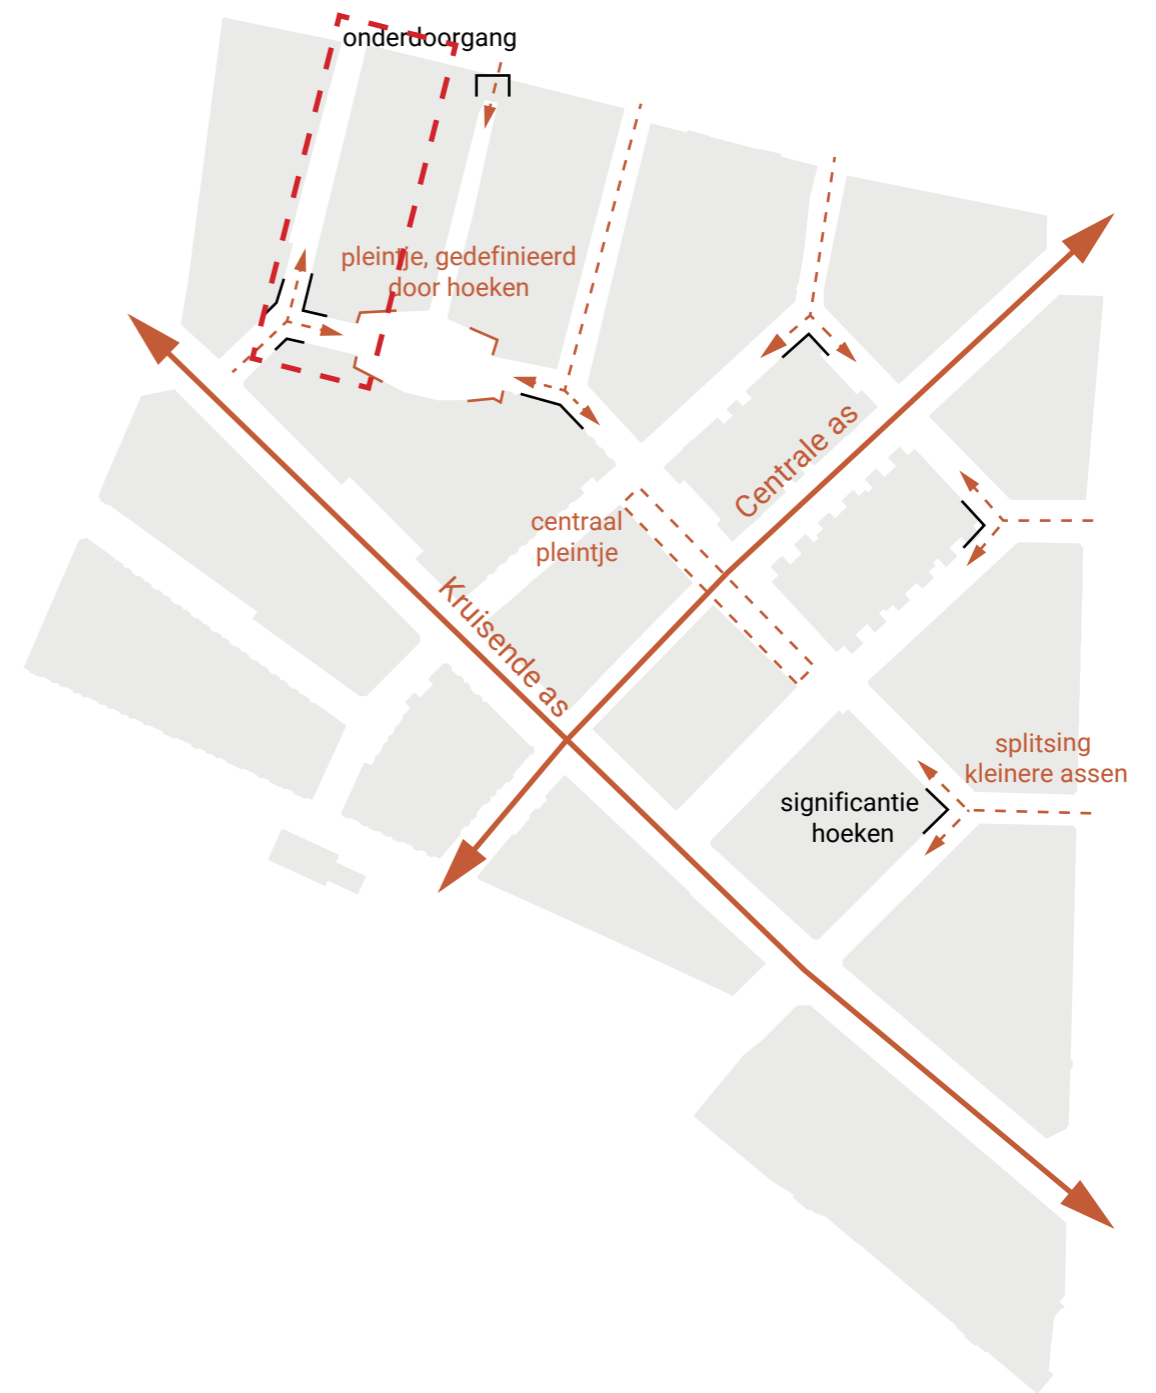 onderdoorgang
pleintje, gedefinieerd
door hoeken
Centrale as
centraal
pleintje
Kruisende as
splitsing
kleinere assen
significantie
hoeken